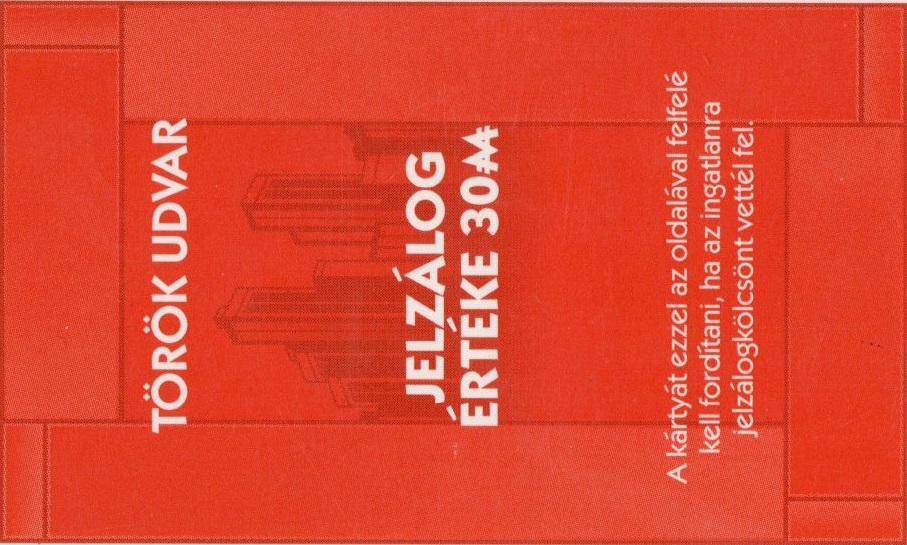 TÖRÖK UDVAR
JELZÁLOG
ÉRTÉKE 30₳
A kártyát ezzel az oldalával felfelé
kell fordítani, ha az ingatlanra
jelzálogkölcsönt vettél fel.